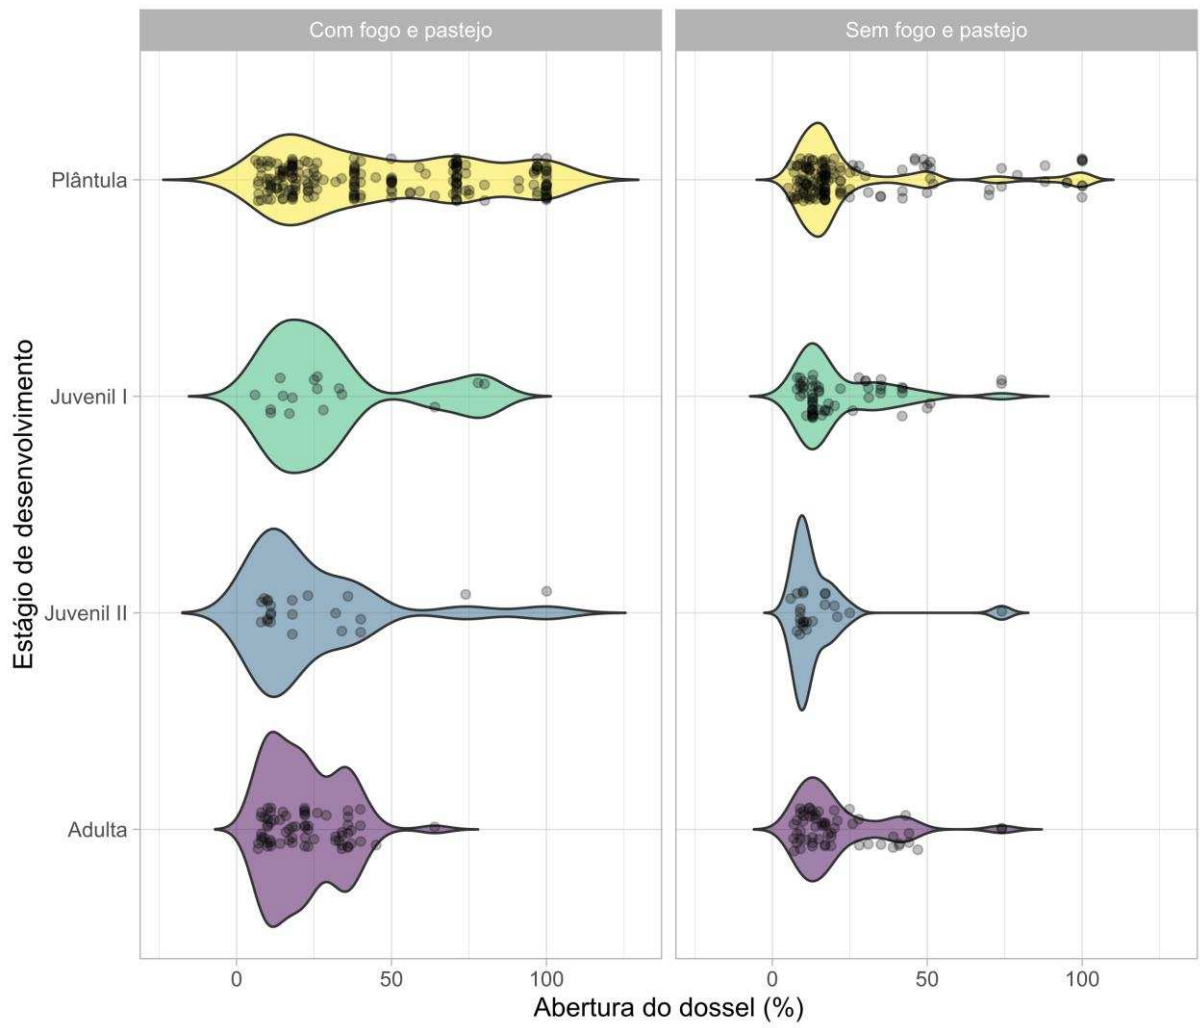 Com fogo e pastejo
Sem fogo e pastejo
Estágio de desenvolvimento
Plântula
Juvenil I
Juvenil II
Adulta
0 50 100
0 50 100
Abertura do dossel (%)